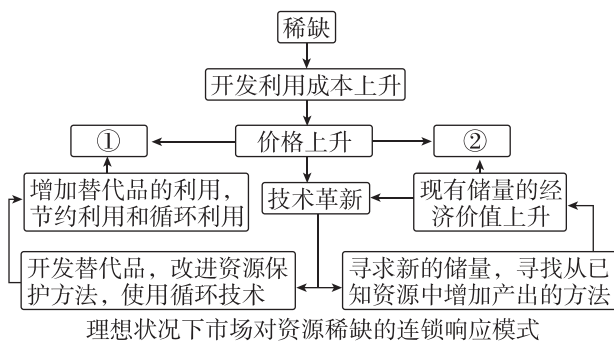 稀缺
开发利用成本上升
①
价格上升
②
增加替代品的利用，
节约利用和循环利用
技术革新
现有储量的经
济价值上升
开发替代品，改进资源保
护方法，使用循环技术
寻求新的储量，寻找从已
知资源中增加产出的方法
理想状况下市场对资源稀缺的连锁响应模式